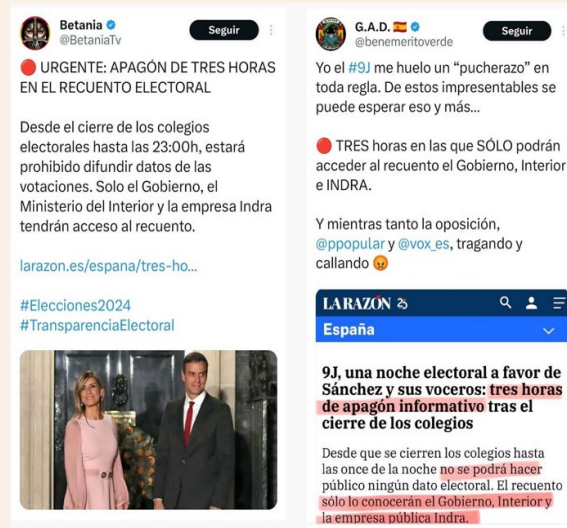 Betania
@BetaniaTv
Seguir
🔴 URGENTE: APAGÓN DE TRES HORAS
EN EL RECUENTO ELECTORAL
Desde el cierre de los colegios
electorales hasta las 23:00h, estará
prohibido difundir datos de las
votaciones. Solo el Gobierno, el
Ministerio del Interior y la empresa Indra
tendrán acceso al recuento.
larazon.es/espana/tres-ho...
#Elecciones2024
#TransparenciaElectoral
G.A.D. 🇪🇸
@benemeritoverde
Seguir
Yo el #9J me huelo un “pucherazo” en
toda regla. De estos impresentables se
puede esperar eso y más...
🔴 TRES horas en las que SÓLO podrán
acceder al recuento el Gobierno, Interior
e INDRA.
Y mientras tanto la oposición,
@ppopular y @vox_es, tragando y
callando 😡
LA RAZÓN 25
España
9J, una noche electoral a favor de
Sánchez y sus voceros: tres horas
de apagón informativo tras el
cierre de los colegios
Desde que se cierren los colegios hasta
las once de la noche no se podrá hacer
público ningún dato electoral. El recuento
sólo lo conocerán el Gobierno, Interior y
la empresa pública Indra.